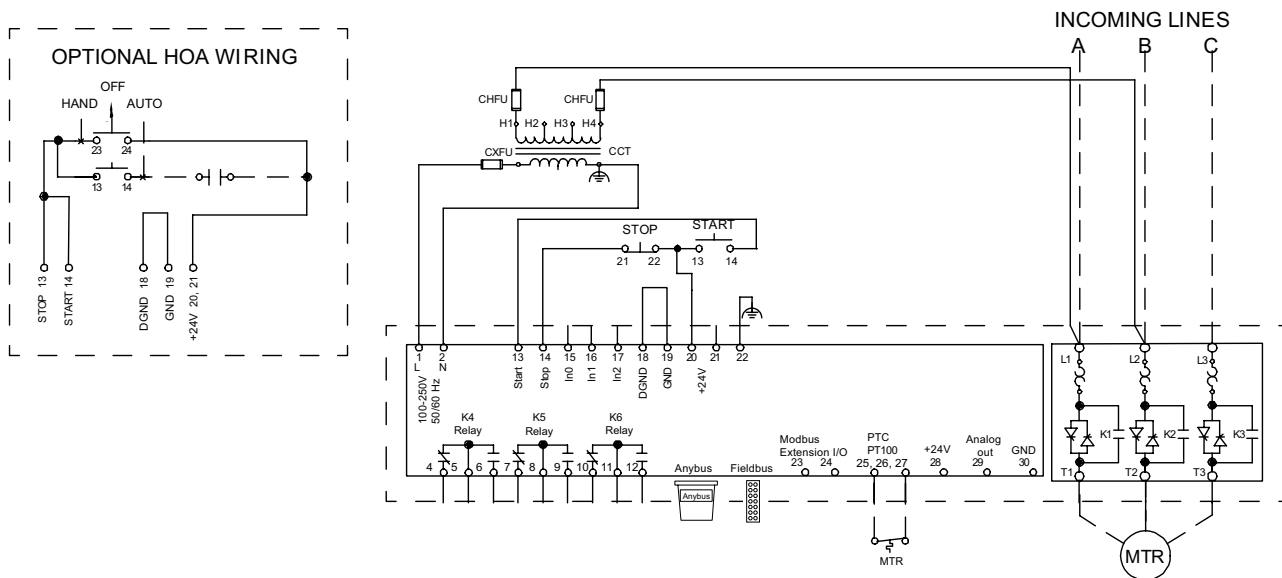 INCOMING LINES
A B C
OPTIONAL HOA WIRING
OFF
HAND AUTO
23 24
13 14
STOP 13
START 14
DGND 18
GND 19
+24V 20, 21
CHFU CHFU
H1 H2 H3 H4
CXFU CCT
STOP START
21 22 13 14
1 2 13 14 15 16 17 18 19 20 21 22
L N Start Stop In0 In1 In2 DGND GND +24V
100-250V
50/60 Hz
K4
Relay
K5
Relay
K6
Relay
4 5 6 7 8 9 10 11 12
Anybus
Anybus
Fieldbus
Modbus
Extension I/O
23 24
PTC
PT100
25, 26, 27
+24V
28
Analog
out
29
GND
30
MTR
L1 L2 L3
K1 K2 K3
T1 T2 T3
MTR